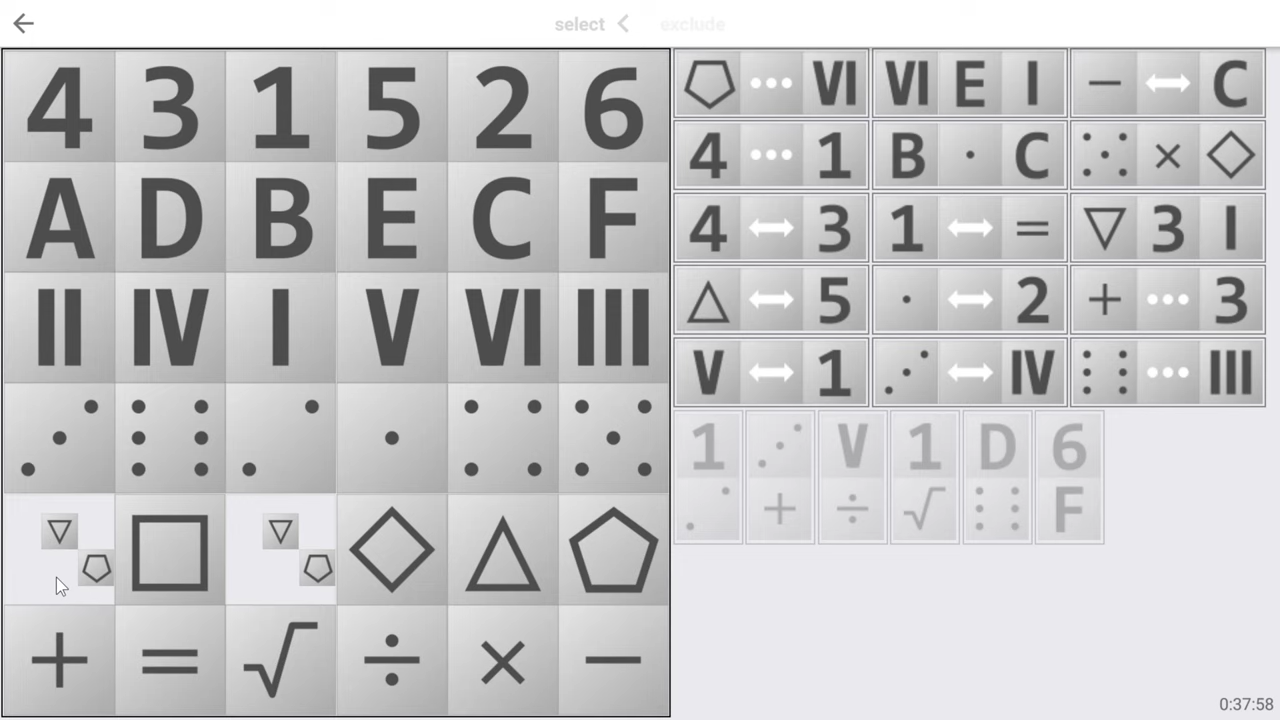 select < exclude
4 3 1 5 2 6
A D B E C F
II IV I V VI III
+ = √ ÷ × −
VI VI E I − C
4 1 B C ×
4 3 1 = 3 I
5 2 + 3
V 1 IV III
1 V 1 D 6
+ ÷ √ F
0:37:58